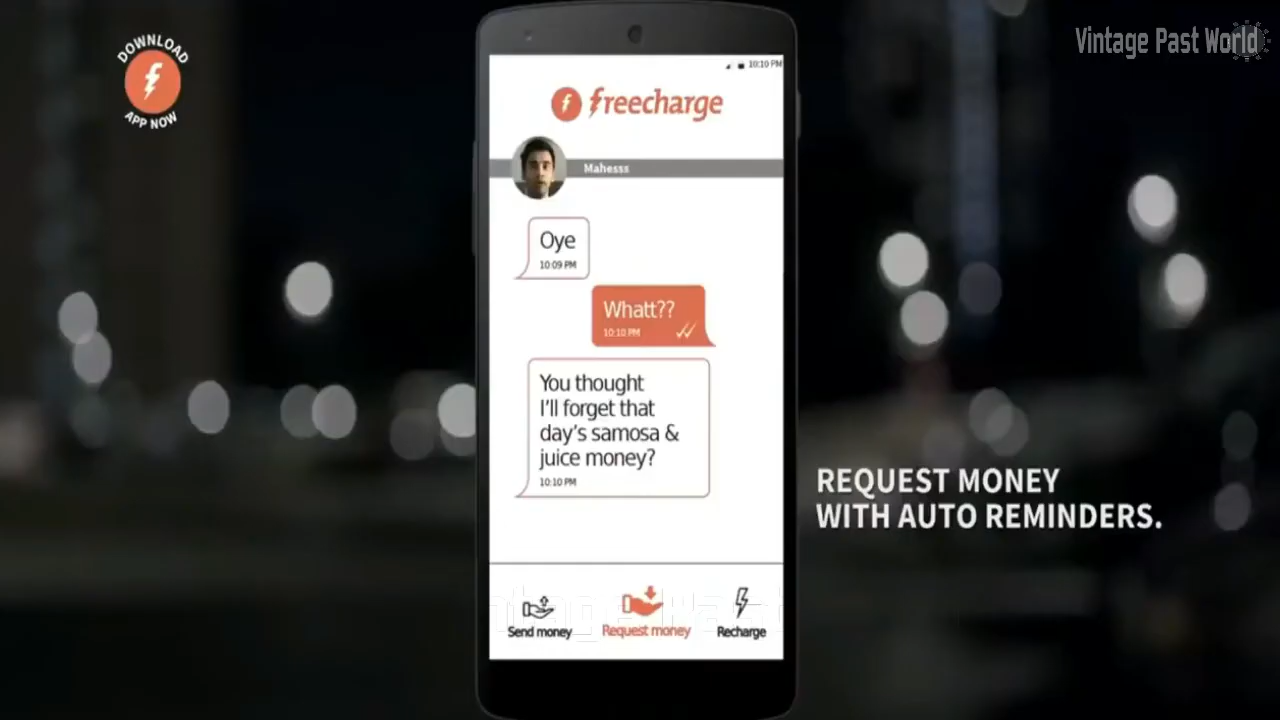 DOWNLOAD
APP NOW
Vintage Past World
10:10 PM
freecharge
Mahesss
Oye
10:09 PM
Whatt??
10:10 PM
You thought
I'll forget that
day's samosa &
juice money?
10:10 PM
REQUEST MONEY
WITH AUTO REMINDERS.
Send money
Request money
Recharge